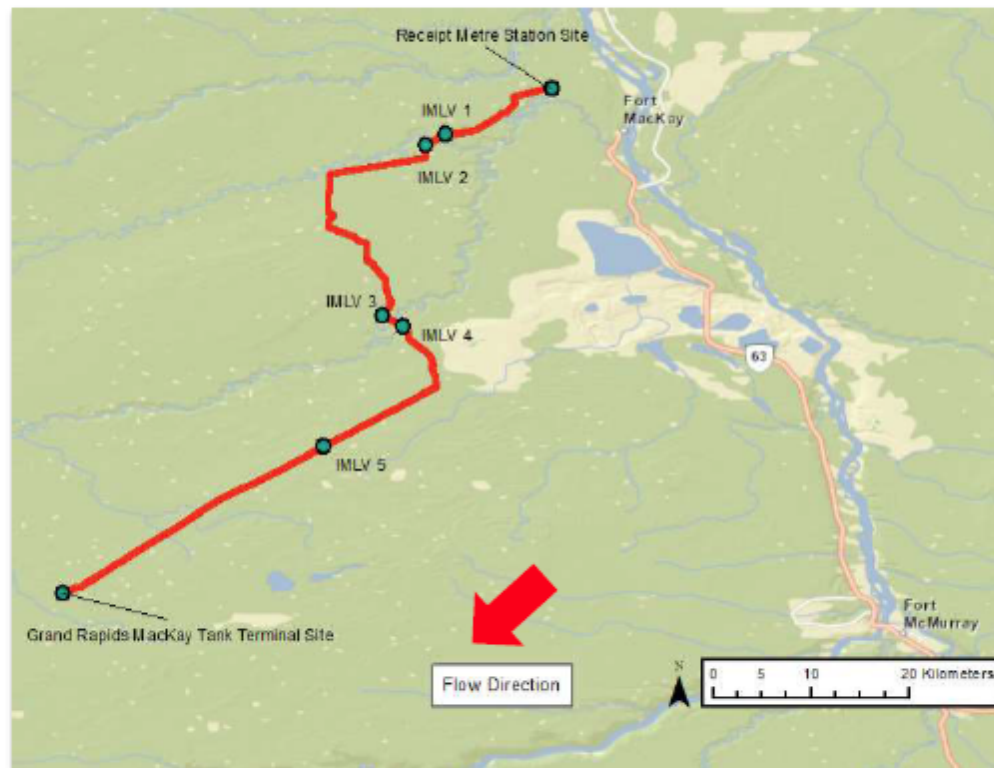 Receipt Metre Station Site
Fort
MacKay
IMLV 1
IMLV 2
IMLV 3
IMLV 4
63
IMLV 5
Grand Rapids MacKay Tank Terminal Site
Fort
McMurray
Flow Direction
N
0 5 10 20 Kilometers